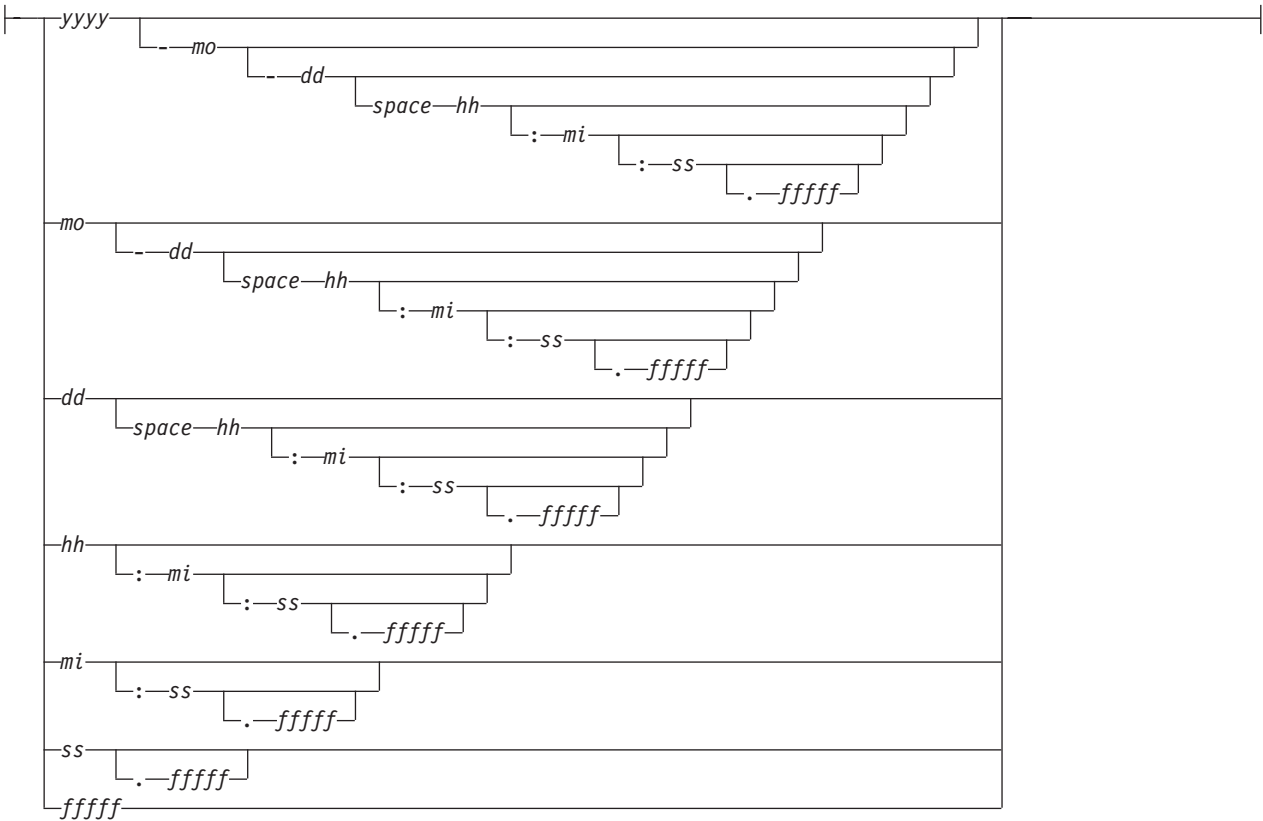 yyyy
- mo
- dd
space hh
: mi
: ss
. fffff
mo
- dd
space hh
: mi
: ss
. fffff
dd
space hh
: mi
: ss
. fffff
hh
: mi
: ss
. fffff
mi
: ss
. fffff
ss
. fffff
fffff